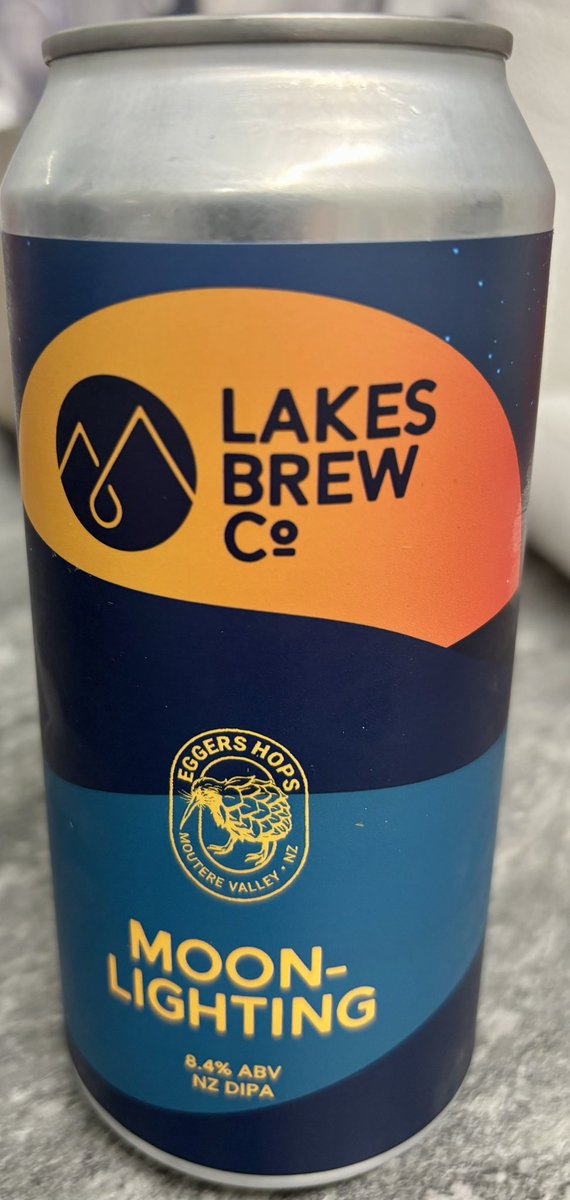 LAKES
BREW
Cº
EGGERS HOPS
MOUTERE VALLEY • NZ
MOON-
LIGHTING
8.4% ABV
NZ DIPA